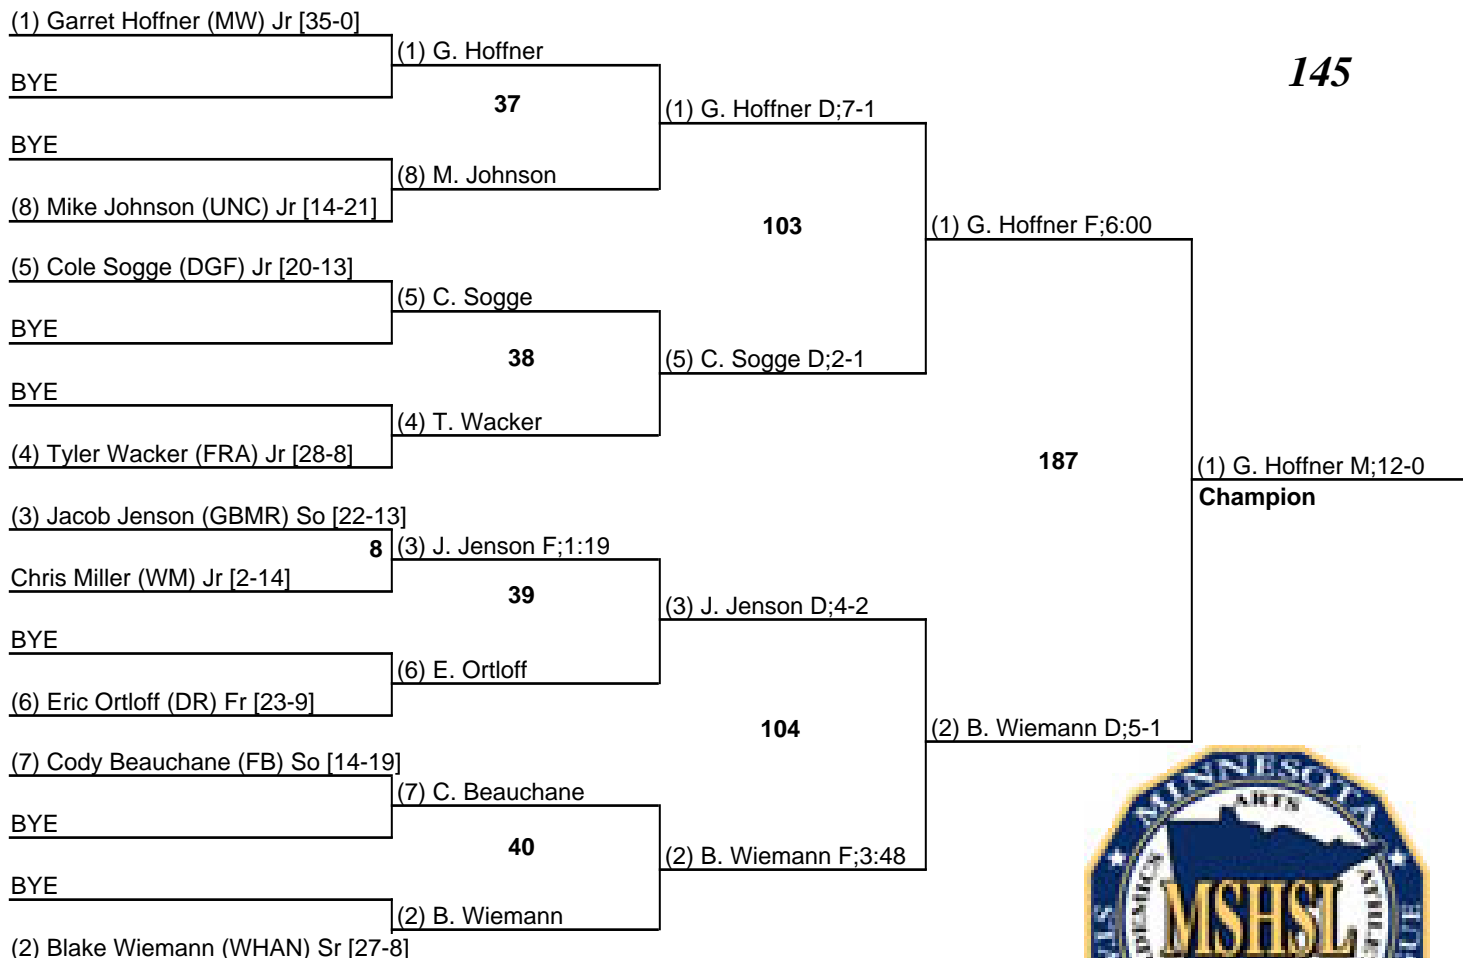 (1) Garret Hoffner (MW) Jr [35-0]
(1) G. Hoffner
145
BYE
37
(1) G. Hoffner D;7-1
BYE
(8) M. Johnson
(8) Mike Johnson (UNC) Jr [14-21]
103
(1) G. Hoffner F;6:00
(5) Cole Sogge (DGF) Jr [20-13]
(5) C. Sogge
BYE
38
(5) C. Sogge D;2-1
BYE
(4) T. Wacker
(4) Tyler Wacker (FRA) Jr [28-8]
187
(1) G. Hoffner M;12-0
Champion
(3) Jacob Jenson (GBMR) So [22-13]
8
(3) J. Jenson F;1:19
Chris Miller (WM) Jr [2-14]
39
(3) J. Jenson D;4-2
BYE
(6) E. Ortloff
(6) Eric Ortloff (DR) Fr [23-9]
104
(2) B. Wiemann D;5-1
(7) Cody Beauchane (FB) So [14-19]
(7) C. Beauchane
BYE
40
(2) B. Wiemann F;3:48
BYE
(2) B. Wiemann
(2) Blake Wiemann (WHAN) Sr [27-8]
MINNESOTA
ARTS
MSHSL